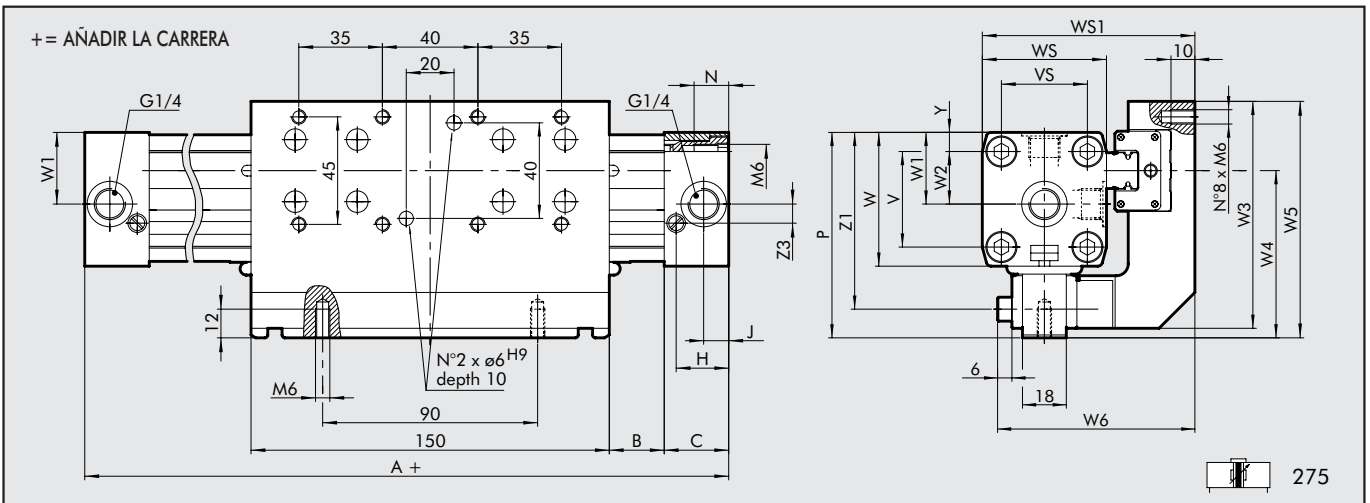 += AÑADIR LA CARRERA
35
40
35
20
N
G1/4
G1/4
W1
45
40
M6
Z3
12
N°2 x ø6 H9
depth 10
J
H
M6
90
150
B
C
A +
WS1
WS
10
VS
Y
P
Z1
W
V
W1
W2
N°8 x M6
W3
W4
W5
6
18
W6
275